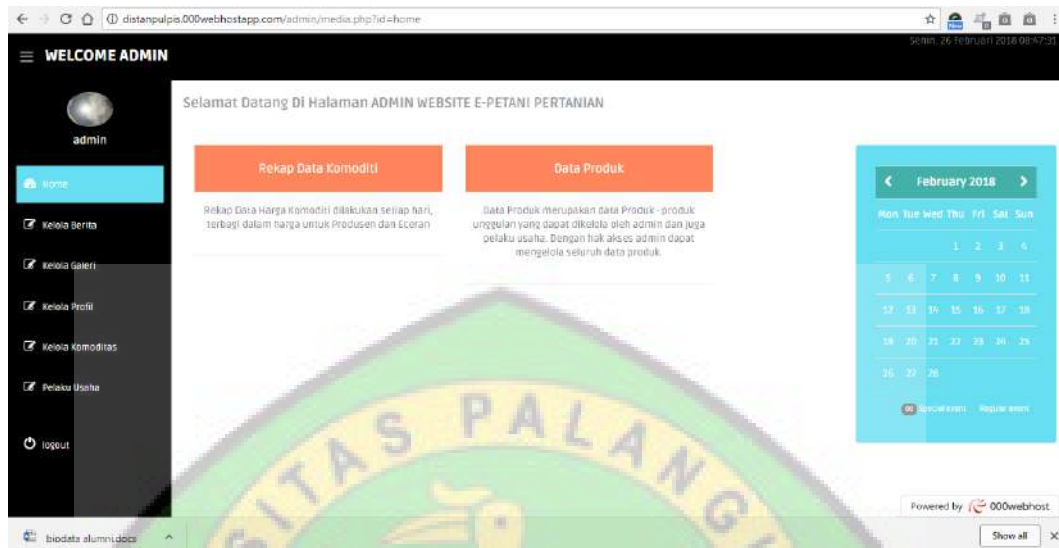 distanpulpis.000webhostapp.com/admin/media.php?id=home
Senin, 26 Februari 2018 08:47:31
WELCOME ADMIN
admin
Home
Kelola Berita
Kelola Galeri
Kelola Profil
Kelola Komoditas
Pelaku Usaha
logout
Selamat Datang Di Halaman ADMIN WEBSITE E-PETANI PERTANIAN
Rekap Data Komoditi
Rekap Data Harga Komoditi dilakukan setiap hari,
terbagi dalam harga untuk Produsen dan Eceran
Data Produk
Data Produk merupakan data Produk - produk
unggulan yang dapat dikelola oleh admin dan juga
pelaku usaha. Dengan hak akses admin dapat
mengelola seluruh data produk.
February 2018
Mon Tue Wed Thu Fri Sat Sun
1 2 3 4
5 6 7 8 9 10 11
12 13 14 15 16 17 18
19 20 21 22 23 24 25
26 27 28
Special event Regular event
SITAS PALANG
Powered by 000webhost
biodata alumni.docx
Show all